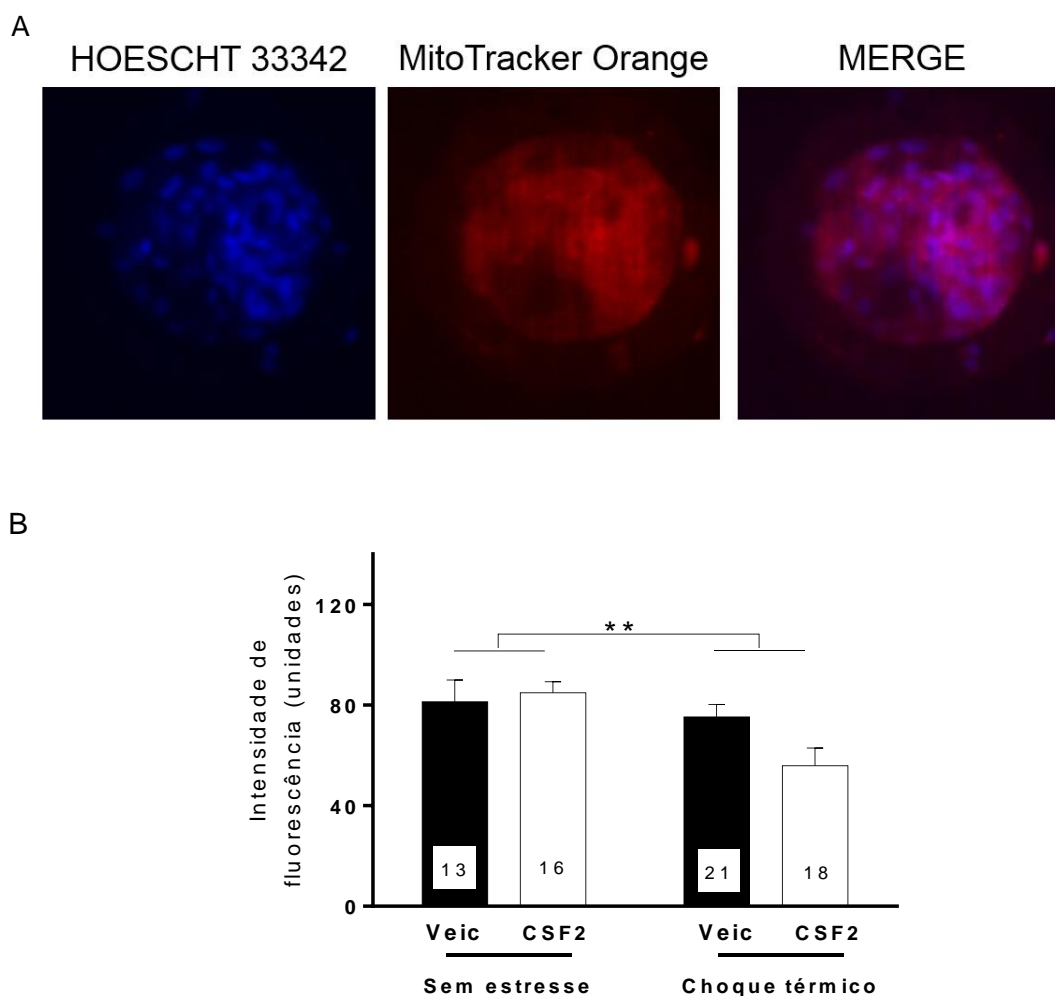 A
HOESCHT 33342 MitoTracker Orange MERGE
B
Intensidade de
fluorescência (unidades)
120
80
40
0
**
13 16 21 18
Veic CSF2 Veic CSF2
Sem estresse Choque térmico